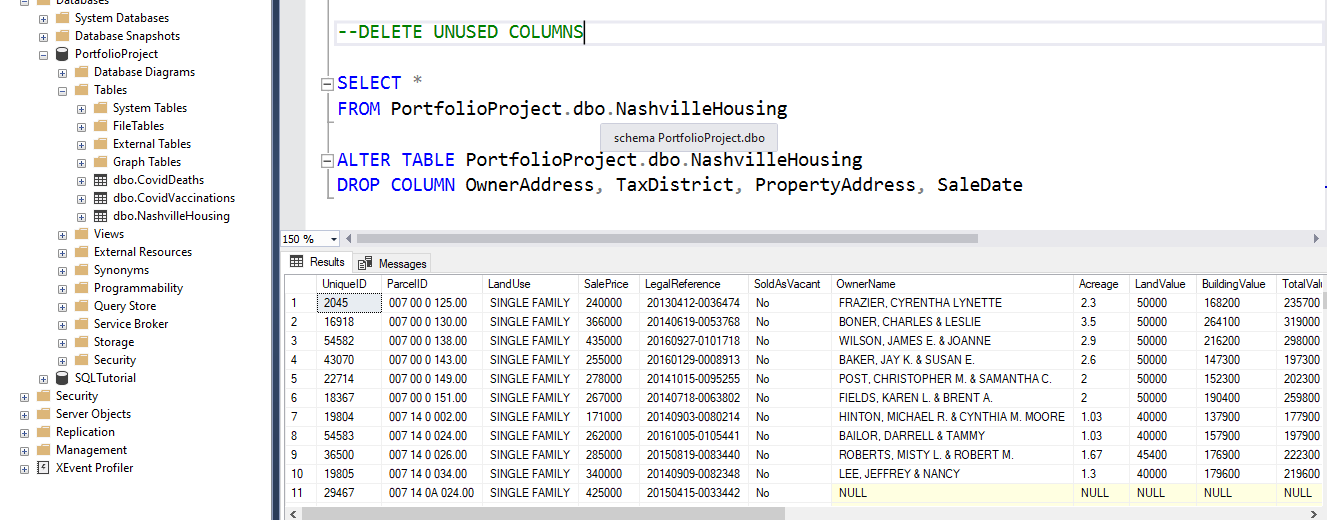 Databases
System Databases
Database Snapshots
PortfolioProject
Database Diagrams
Tables
System Tables
FileTables
External Tables
Graph Tables
dbo.CovidDeaths
dbo.CovidVaccinations
dbo.NashvilleHousing
Views
External Resources
Synonyms
Programmability
Query Store
Service Broker
Storage
Security
SQLTutorial
Security
Server Objects
Replication
Management
XEvent Profiler
--DELETE UNUSED COLUMNS
SELECT *
FROM PortfolioProject.dbo.NashvilleHousing
schema PortfolioProject.dbo
ALTER TABLE PortfolioProject.dbo.NashvilleHousing
DROP COLUMN OwnerAddress, TaxDistrict, PropertyAddress, SaleDate
150 %
Results Messages
UniqueID ParcelID LandUse SalePrice LegalReference SoldAsVacant OwnerName Acreage LandValue BuildingValue TotalValu
1 2045 007 00 0 125.00 SINGLE FAMILY 240000 20130412-0036474 No FRAZIER, CYRENTHA LYNETTE 2.3 50000 168200 235700
2 16918 007 00 0 130.00 SINGLE FAMILY 366000 20140619-0053768 No BONER, CHARLES & LESLIE 3.5 50000 264100 319000
3 54582 007 00 0 138.00 SINGLE FAMILY 435000 20160927-0101718 No WILSON, JAMES E. & JOANNE 2.9 50000 216200 298000
4 43070 007 00 0 143.00 SINGLE FAMILY 255000 20160129-0008913 No BAKER, JAY K. & SUSAN E. 2.6 50000 147300 197300
5 22714 007 00 0 149.00 SINGLE FAMILY 278000 20141015-0095255 No POST, CHRISTOPHER M. & SAMANTHA C. 2 50000 152300 202300
6 18367 007 00 0 151.00 SINGLE FAMILY 267000 20140718-0063802 No FIELDS, KAREN L. & BRENT A. 2 50000 190400 259800
7 19804 007 14 0 002.00 SINGLE FAMILY 171000 20140903-0080214 No HINTON, MICHAEL R. & CYNTHIA M. MOORE 1.03 40000 137900 177900
8 54583 007 14 0 024.00 SINGLE FAMILY 262000 20161005-0105441 No BAILOR, DARRELL & TAMMY 1.03 40000 157900 197900
9 36500 007 14 0 026.00 SINGLE FAMILY 285000 20150819-0083440 No ROBERTS, MISTY L. & ROBERT M. 1.67 45400 176900 222300
10 19805 007 14 0 034.00 SINGLE FAMILY 340000 20140909-0082348 No LEE, JEFFREY & NANCY 1.3 40000 179600 219600
11 29467 007 14 0A 024.00 SINGLE FAMILY 425000 20150415-0033442 No NULL NULL NULL NULL NULL